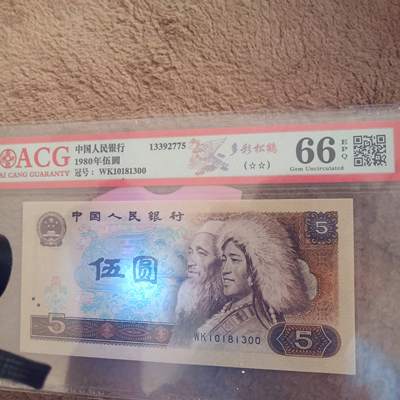 ACG
AI CANG GUARANTY
中国人民银行 13392775
1980年伍圆
冠号：WK10181300
多彩松鹤
(☆☆)
66 EPQ
Gem Uncirculated
中国人民银行
5
伍圆
5
WK10181300